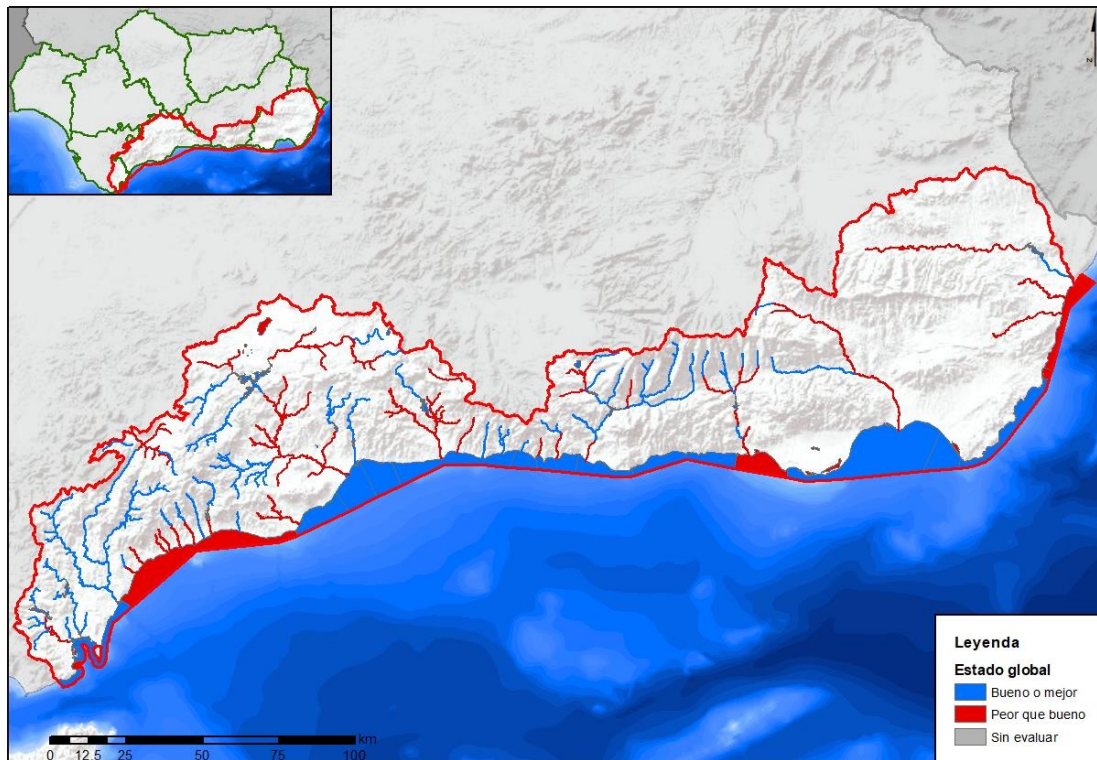 N
Leyenda
Estado global
Bueno o mejor
Peor que bueno
Sin evaluar
km
0 12.5 25 50 75 100